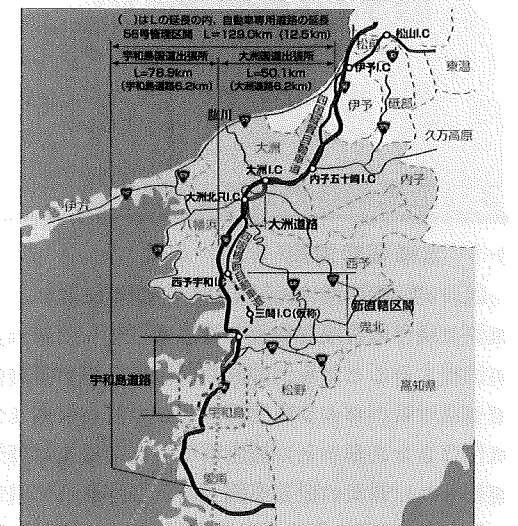 ( )はLの延長の内、自動車専用道路の延長
56号管理区間 L=129.0km (12.5km)
宇和島国道出張所 大洲国道出張所
L=78.9km L=50.1km
(宇和島道路6.2km) (大洲道路6.2km)
松山I.C
松前
伊予I.C
東温
伊予
砥部
肱川
久万高原
大洲
大洲I.C
内子五十崎I.C
内子
大洲北只I.C
伊方
八幡浜
大洲道路
西予
西予宇和I.C
新直轄区間
三間I.C(仮称)
鬼北
宇和島道路
松野
高知県
宇和島
愛南